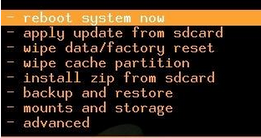 - reboot system now
- apply update from sdcard
- wipe data/factory reset
- wipe cache partition
- install zip from sdcard
- backup and restore
- mounts and storage
- advanced